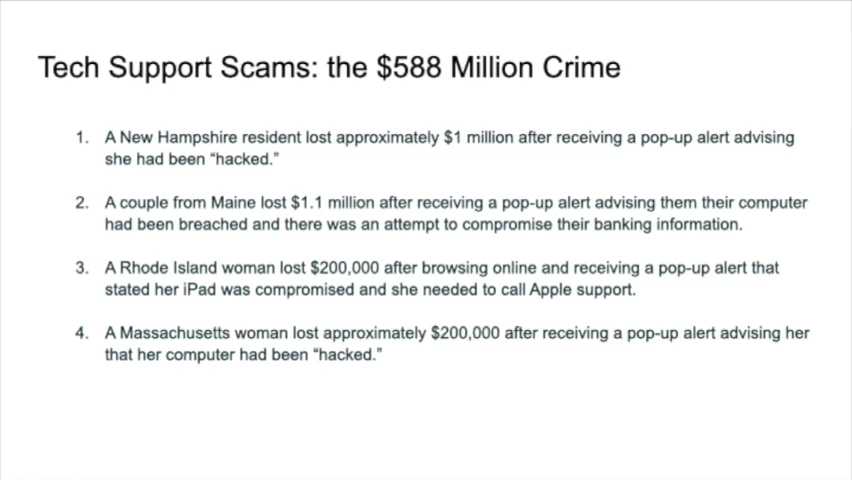 Tech Support Scams: the $588 Million Crime
1. A New Hampshire resident lost approximately $1 million after receiving a pop-up alert advising
she had been “hacked.”
2. A couple from Maine lost $1.1 million after receiving a pop-up alert advising them their computer
had been breached and there was an attempt to compromise their banking information.
3. A Rhode Island woman lost $200,000 after browsing online and receiving a pop-up alert that
stated her iPad was compromised and she needed to call Apple support.
4. A Massachusetts woman lost approximately $200,000 after receiving a pop-up alert advising her
that her computer had been “hacked.”